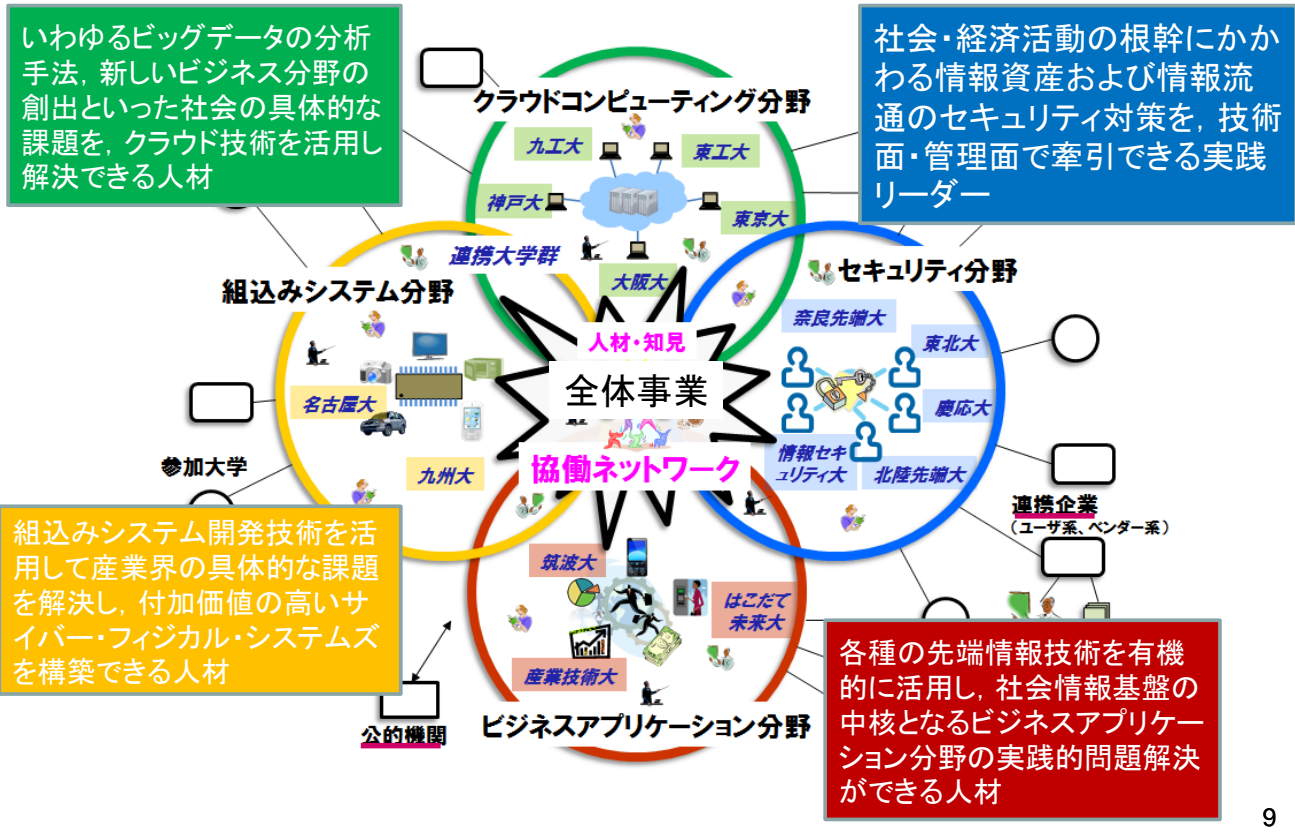 いわゆるビッグデータの分析
手法，新しいビジネス分野の
創出といった社会の具体的な
課題を，クラウド技術を活用し
解決できる人材
社会・経済活動の根幹にかか
わる情報資産および情報流
通のセキュリティ対策を，技術
面・管理面で牽引できる実践
リーダー
クラウドコンピューティング分野
九工大
東工大
神戸大
東京大
連携大学群
大阪大
組込みシステム分野
セキュリティ分野
奈良先端大
東北大
慶応大
情報セキ
ュリティ大
北陸先端大
人材・知見
全体事業
協働ネットワーク
名古屋大
九州大
参加大学
連携企業
（ユーザ系、ベンダー系）
組込みシステム開発技術を活
用して産業界の具体的な課題
を解決し，付加価値の高いサ
イバー・フィジカル・システムズ
を構築できる人材
筑波大
はこだて
未来大
産業技術大
ビジネスアプリケーション分野
公的機関
各種の先端情報技術を有機
的に活用し，社会情報基盤の
中核となるビジネスアプリケー
ション分野の実践的問題解決
ができる人材
9